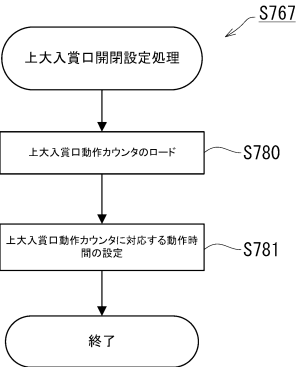 S767
上大入賞口開閉設定処理
上大入賞口動作カウンタのロード
S780
上大入賞口動作カウンタに対応する動作時
間の設定
S781
終了